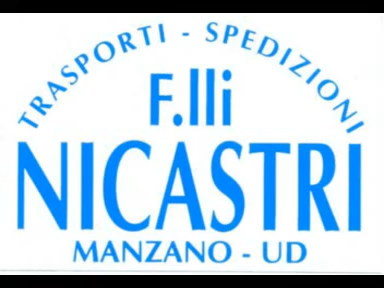 TRASPORTI - SPEDIZIONI
F.lli
NICASTRI
MANZANO - UD